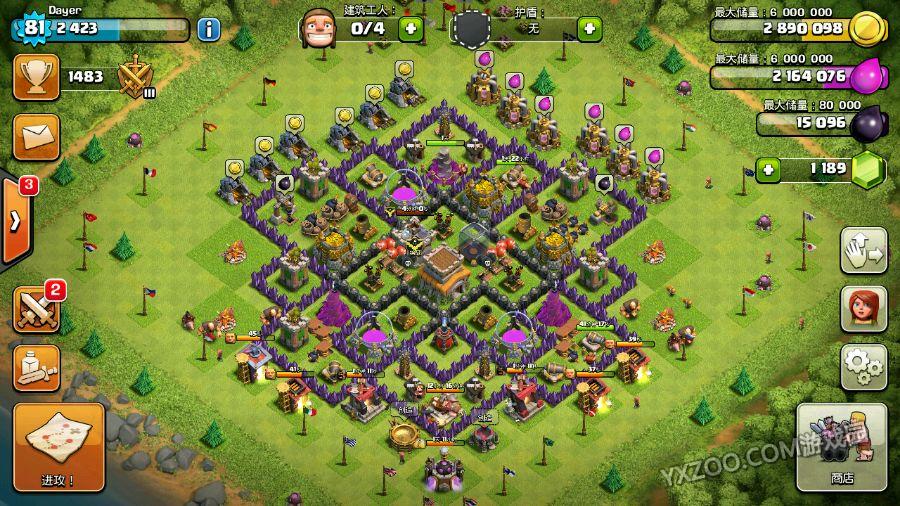 Dayer
81 2 423
建筑工人：
0/4
护盾：
无
最大储量：6 000 000
2 890 098
1483
III
最大储量：6 000 000
2 164 076
最大储量：80 000
15 096
1 189
3
2
进攻！
商店
YXZOO.COM游戏园